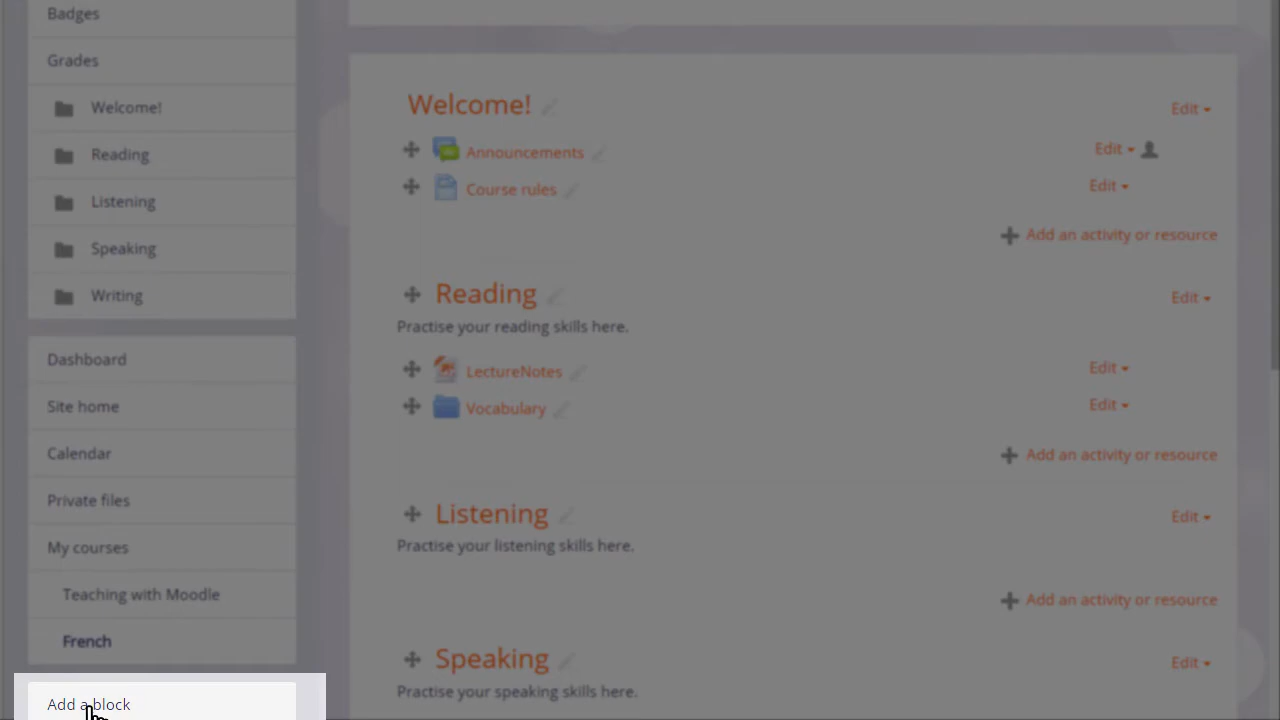 Badges
Grades
Welcome!
Reading
Listening
Speaking
Writing
Dashboard
Site home
Calendar
Private files
My courses
Teaching with Moodle
French
Add a block
Welcome!
Edit
Announcements
Edit
Course rules
Edit
Add an activity or resource
Reading
Edit
Practise your reading skills here.
LectureNotes
Edit
Vocabulary
Edit
Add an activity or resource
Listening
Edit
Practise your listening skills here.
Add an activity or resource
Speaking
Edit
Practise your speaking skills here.